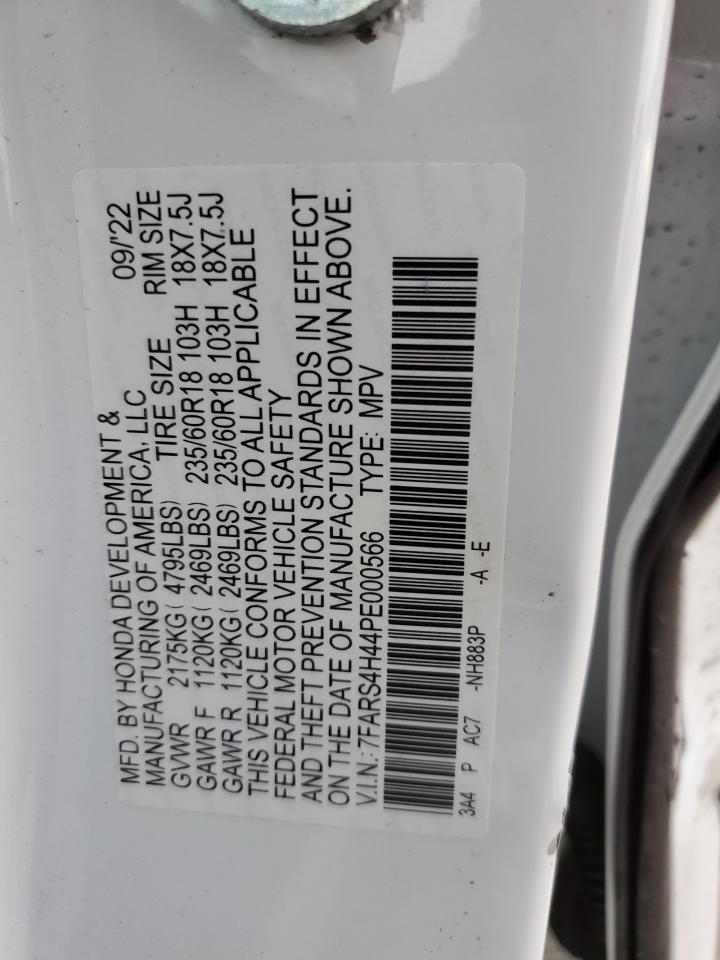 MFD. BY HONDA DEVELOPMENT & 09/'22
MANUFACTURING OF AMERICA, LLC
TIRE SIZE RIM SIZE
GVWR 2175KG( 4795LBS)
GAWR F 1120KG( 2469LBS) 235/60R18 103H 18X7.5J
GAWR R 1120KG( 2469LBS) 235/60R18 103H 18X7.5J
THIS VEHICLE CONFORMS TO ALL APPLICABLE
FEDERAL MOTOR VEHICLE SAFETY
AND THEFT PREVENTION STANDARDS IN EFFECT
ON THE DATE OF MANUFACTURE SHOWN ABOVE.
V.I.N.: 7FARS4H44PE000566 TYPE: MPV
3A4 P AC7 -NH883P -A -E